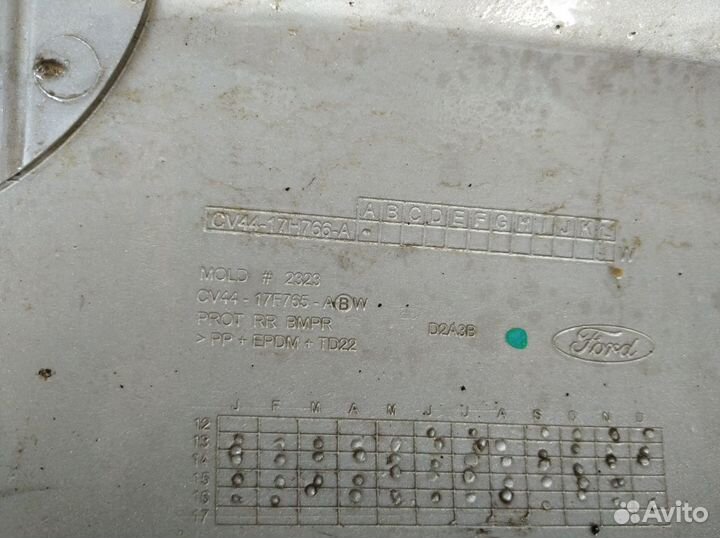 A B C D E F G H I J K L
CV44-17H766-A
W
MOLD # 2323
CV44 - 17F765 - A B W
PROT RR BMPR
D2A3B
Ford
> PP + EPDM + TD22
J F M A M J J A S O N D
12
13
14
15
16
17
Avito